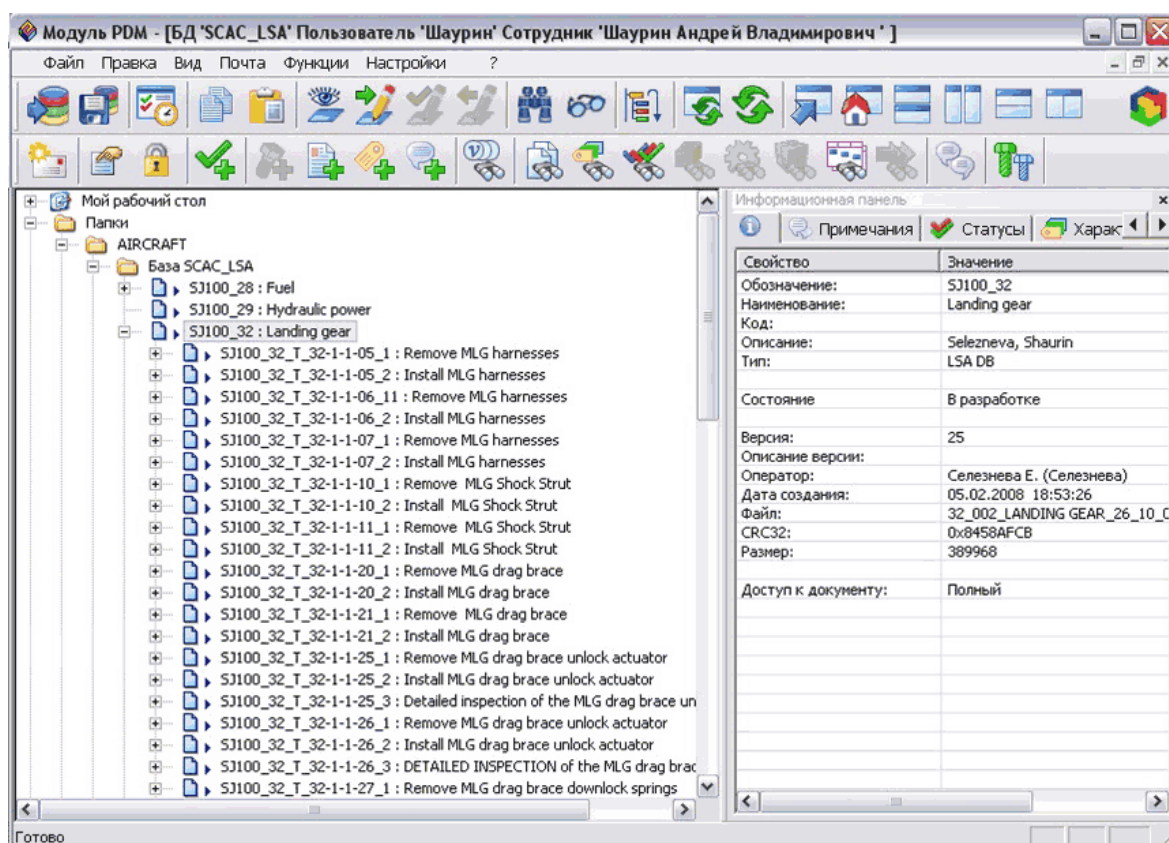 Модуль PDM - [БД 'SCAC_LSA' Пользователь 'Шаурин' Сотрудник 'Шаурин Андрей Владимирович ' ]
Файл Правка Вид Почта Функции Настройки ?
Мой рабочий стол
Папки
AIRCRAFT
База SCAC_LSA
SJ100_28 : Fuel
SJ100_29 : Hydraulic power
SJ100_32 : Landing gear
SJ100_32_T_32-1-1-05_1 : Remove MLG harnesses
SJ100_32_T_32-1-1-05_2 : Install MLG harnesses
SJ100_32_T_32-1-1-06_11 : Remove MLG harnesses
SJ100_32_T_32-1-1-06_2 : Install MLG harnesses
SJ100_32_T_32-1-1-07_1 : Remove MLG harnesses
SJ100_32_T_32-1-1-07_2 : Install MLG harnesses
SJ100_32_T_32-1-1-10_1 : Remove MLG Shock Strut
SJ100_32_T_32-1-1-10_2 : Install MLG Shock Strut
SJ100_32_T_32-1-1-11_1 : Remove MLG Shock Strut
SJ100_32_T_32-1-1-11_2 : Install MLG Shock Strut
SJ100_32_T_32-1-1-20_1 : Remove MLG drag brace
SJ100_32_T_32-1-1-20_2 : Install MLG drag brace
SJ100_32_T_32-1-1-21_1 : Remove MLG drag brace
SJ100_32_T_32-1-1-21_2 : Install MLG drag brace
SJ100_32_T_32-1-1-25_1 : Remove MLG drag brace unlock actuator
SJ100_32_T_32-1-1-25_2 : Install MLG drag brace unlock actuator
SJ100_32_T_32-1-1-25_3 : Detailed inspection of the MLG drag brace un
SJ100_32_T_32-1-1-26_1 : Remove MLG drag brace unlock actuator
SJ100_32_T_32-1-1-26_2 : Install MLG drag brace unlock actuator
SJ100_32_T_32-1-1-26_3 : DETAILED INSPECTION of the MLG drag brac
SJ100_32_T_32-1-1-27_1 : Remove MLG drag brace downlock springs
Информационная панель
Примечания Статусы Харак
Свойство Значение
Обозначение: SJ100_32
Наименование: Landing gear
Код:
Описание: Selezneva, Shaurin
Тип: LSA DB
Состояние В разработке
Версия: 25
Описание версии:
Оператор: Селезнева Е. (Селезнева)
Дата создания: 05.02.2008 18:53:26
Файл: 32_002_LANDING GEAR_26_10_0
CRC32: 0x8458AFCB
Размер: 389968
Доступ к документу: Полный
Готово